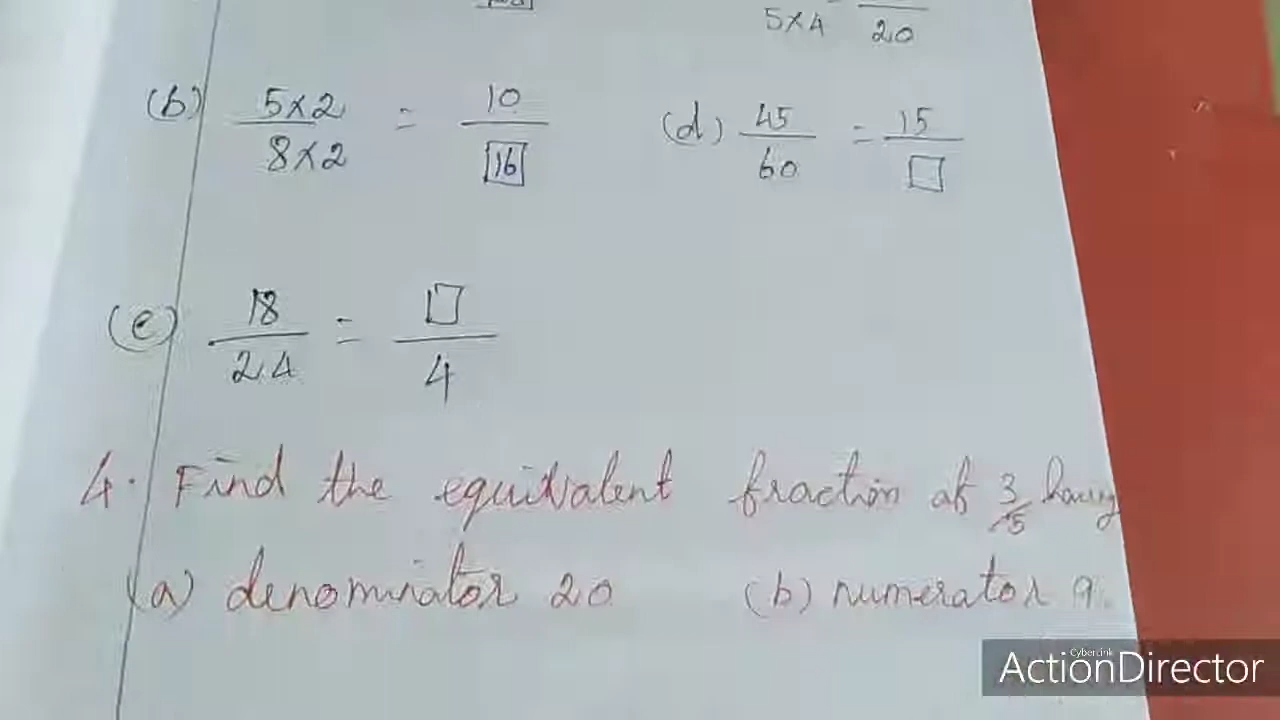 5×4 20
(b) 5×2 = 10
8×2 16
(d) 45 = 15
60
(e) 18 =
24 4
4. Find the equivalent fraction of 3/5 having
(a) denominator 20 (b) numerator 9.
CyberLink
ActionDirector